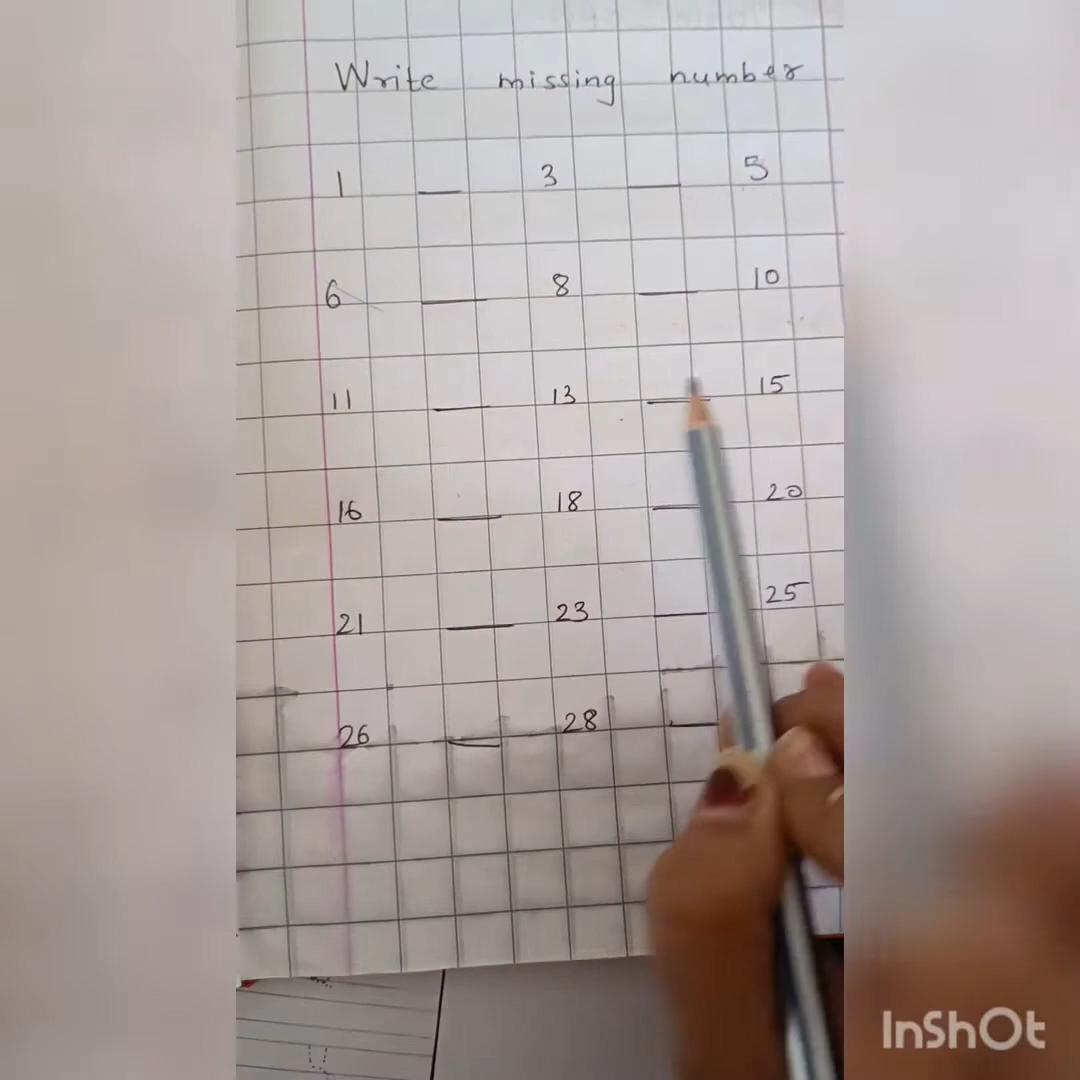 Write missing number
1 __ 3 __ 5
6 __ 8 __ 10
11 __ 13 __ 15
16 __ 18 __ 20
21 __ 23 __ 25
26 __ 28 __
InShOt